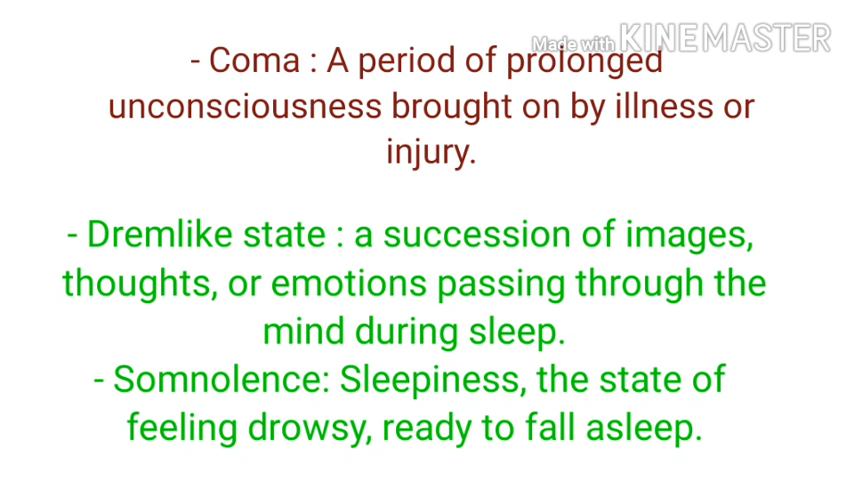 Made with KINEMASTER
- Coma : A period of prolonged
unconsciousness brought on by illness or
injury.
- Dremlike state : a succession of images,
thoughts, or emotions passing through the
mind during sleep.
- Somnolence: Sleepiness, the state of
feeling drowsy, ready to fall asleep.